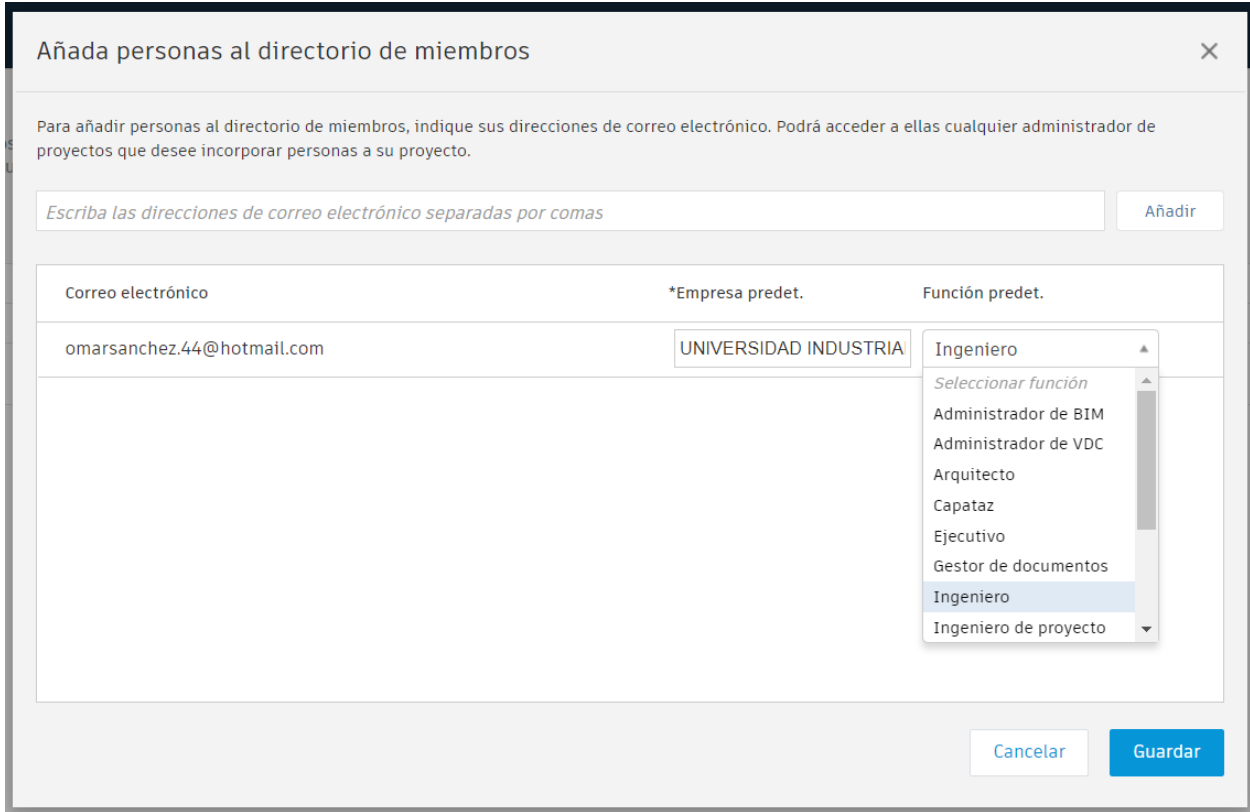 Añada personas al directorio de miembros
Para añadir personas al directorio de miembros, indique sus direcciones de correo electrónico. Podrá acceder a ellas cualquier administrador de
proyectos que desee incorporar personas a su proyecto.
Escriba las direcciones de correo electrónico separadas por comas
Añadir
Correo electrónico *Empresa predet. Función predet.
omarsanchez.44@hotmail.com UNIVERSIDAD INDUSTRIA Ingeniero
Seleccionar función
Administrador de BIM
Administrador de VDC
Arquitecto
Capataz
Ejecutivo
Gestor de documentos
Ingeniero
Ingeniero de proyecto
Cancelar Guardar